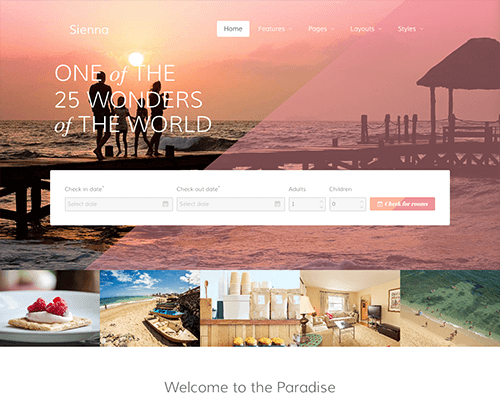 Sienna
Home Features Pages Layouts Styles
ONE of THE
25 WONDERS
of THE WORLD
Check in date* Check out date* Adults Children
Select date Select date 1 0 Check for rooms
Welcome to the Paradise